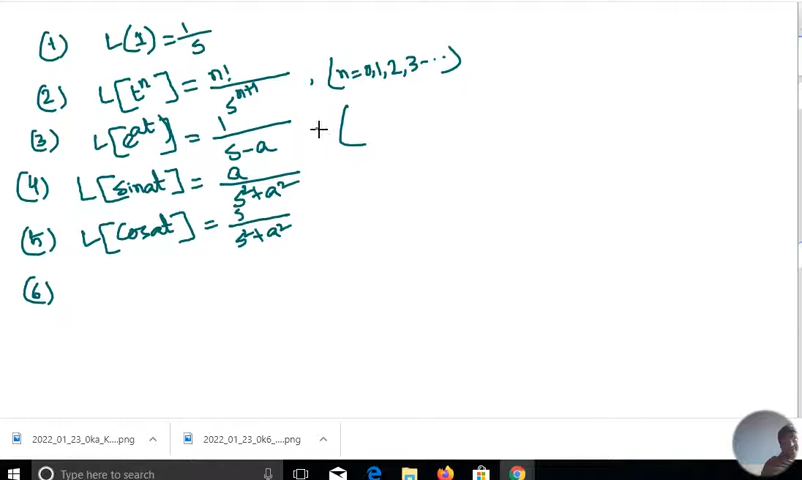 (1) L(1) = 1/s
(2) L[t^n] = n!/s^(n+1) , (n=0,1,2,3-..)
(3) L[e^at] = 1/(s-a) [
(4) L[sinat] = a/(s²+a²)
(5) L[cosat] = s/(s²+a²)
(6)
2022_01_23_0ka_K....png 2022_01_23_0k6_....png
Type here to search